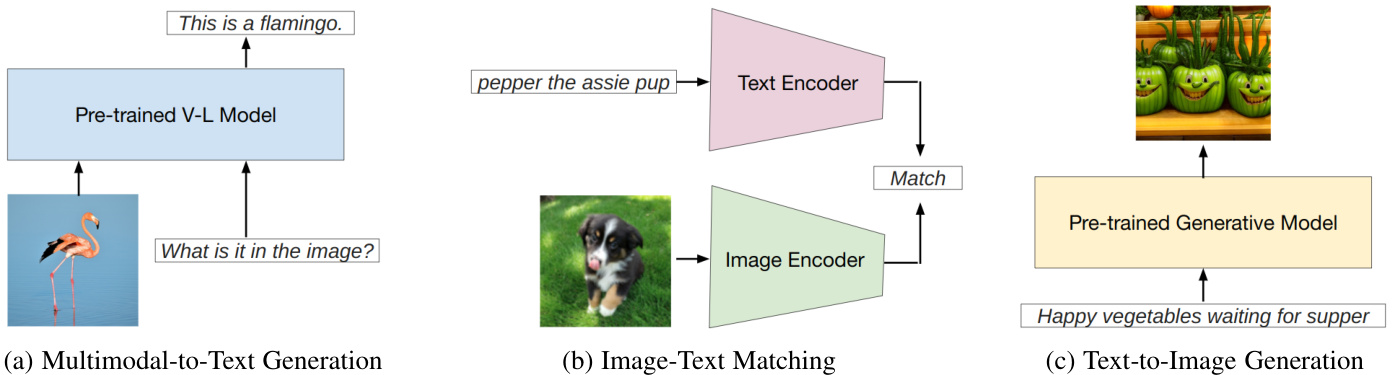 This is a flamingo.
Pre-trained V-L Model
What is it in the image?
(a) Multimodal-to-Text Generation
pepper the assie pup
Text Encoder
Match
Image Encoder
(b) Image-Text Matching
Pre-trained Generative Model
Happy vegetables waiting for supper
(c) Text-to-Image Generation